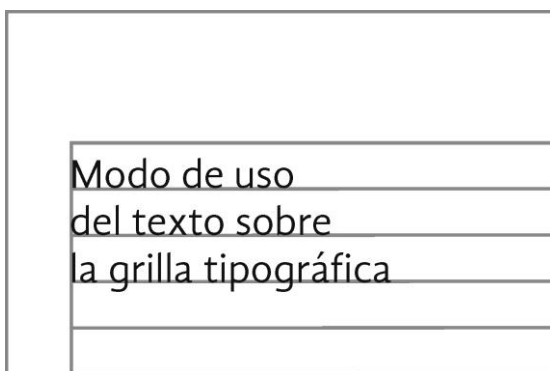 Modo de uso
del texto sobre
la grilla tipográfica